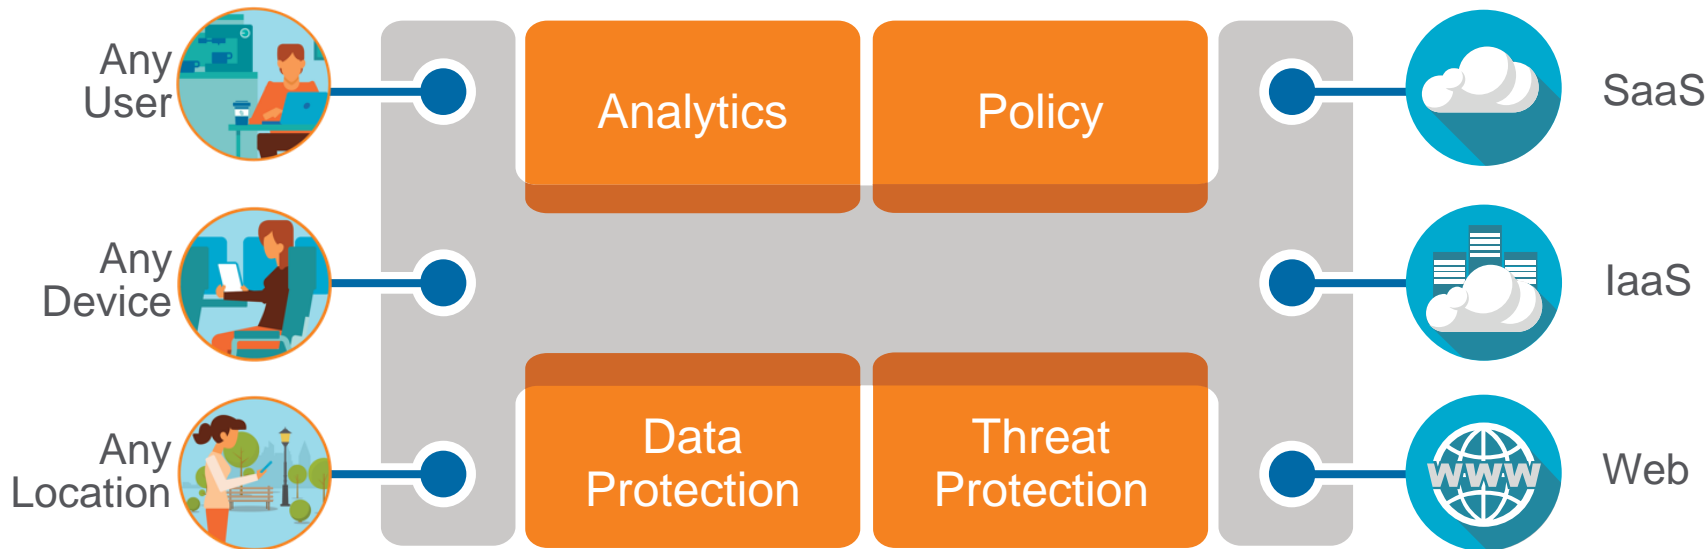 Any
User
Analytics
Policy
SaaS
Any
Device
IaaS
Any
Location
Data
Protection
Threat
Protection
www
Web